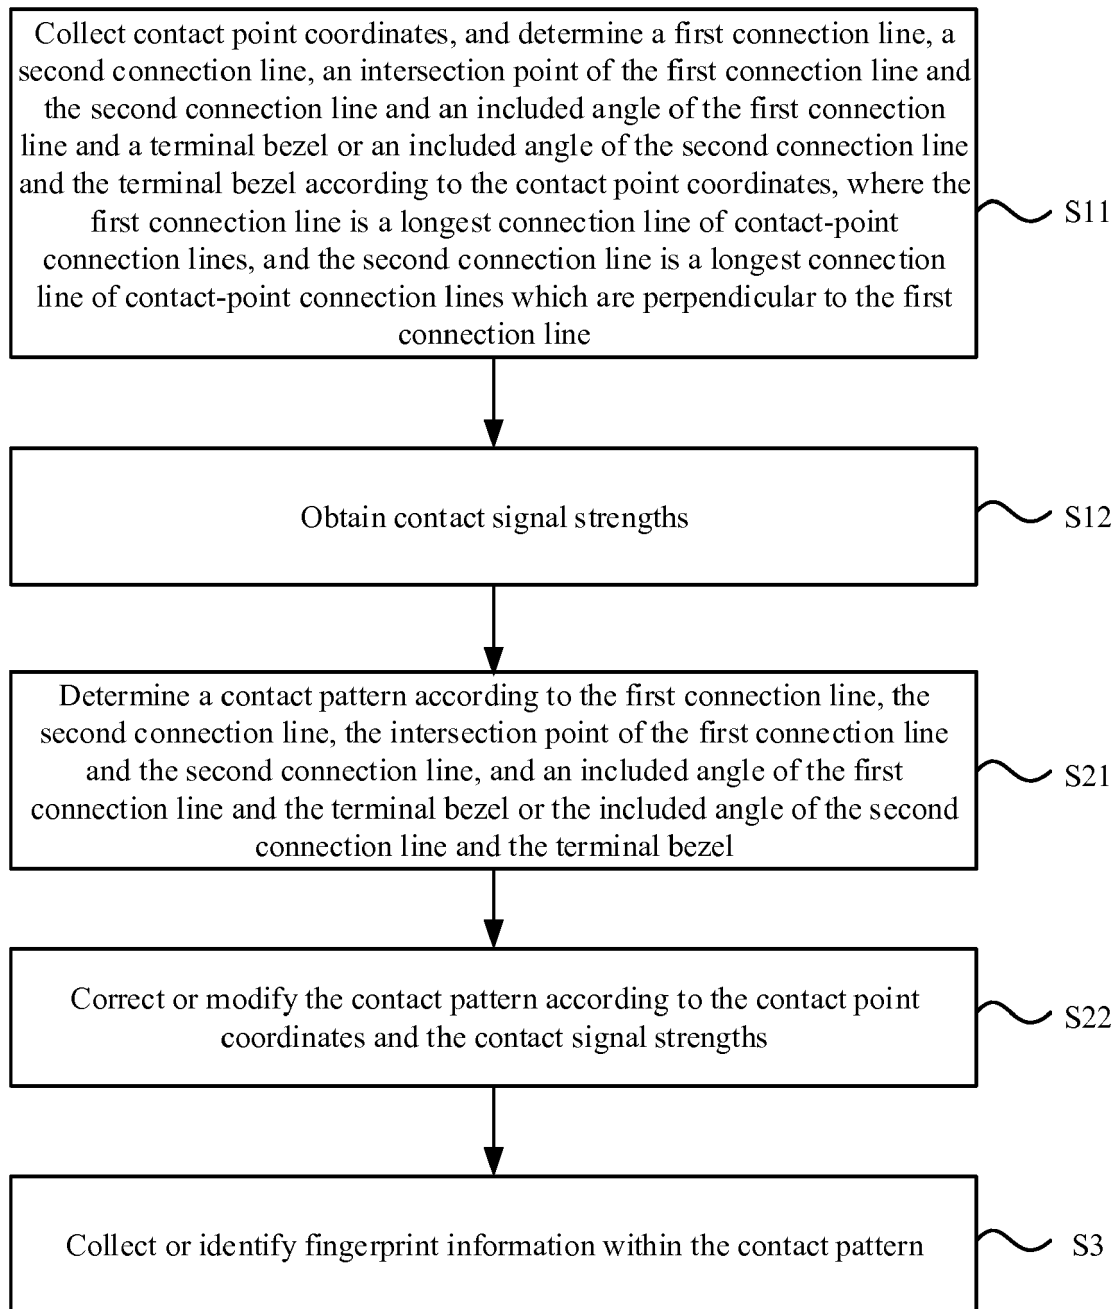 Collect contact point coordinates, and determine a first connection line, a
second connection line, an intersection point of the first connection line and
the second connection line and an included angle of the first connection
line and a terminal bezel or an included angle of the second connection line
and the terminal bezel according to the contact point coordinates, where the
first connection line is a longest connection line of contact-point
connection lines, and the second connection line is a longest connection
line of contact-point connection lines which are perpendicular to the first
connection line
S11
Obtain contact signal strengths
S12
Determine a contact pattern according to the first connection line, the
second connection line, the intersection point of the first connection line
and the second connection line, and an included angle of the first
connection line and the terminal bezel or the included angle of the second
connection line and the terminal bezel
S21
Correct or modify the contact pattern according to the contact point
coordinates and the contact signal strengths
S22
Collect or identify fingerprint information within the contact pattern
S3